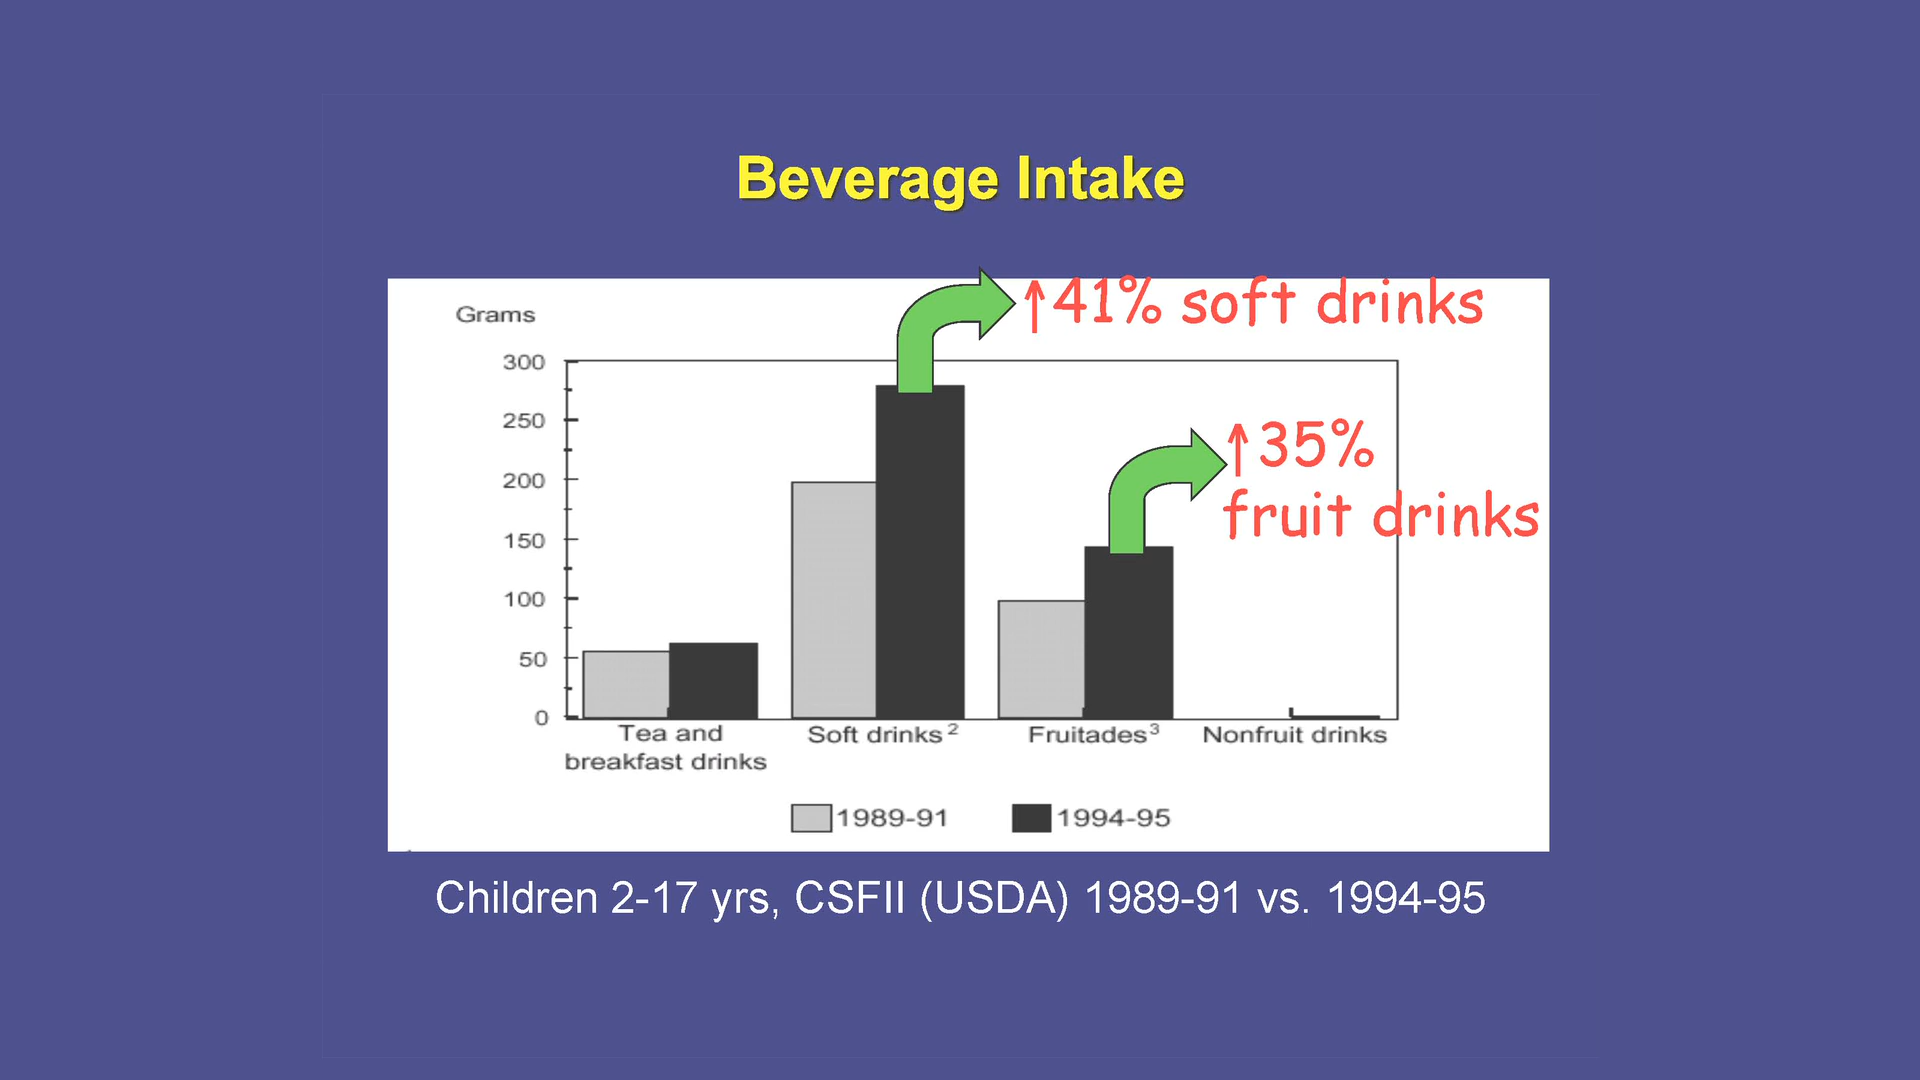 Beverage Intake
Grams
↑41% soft drinks
300
250
200
150
100
50
0
↑35%
fruit drinks
Tea and
breakfast drinks
Soft drinks²
Fruitades³
Nonfruit drinks
1989-91
1994-95
Children 2-17 yrs, CSFII (USDA) 1989-91 vs. 1994-95